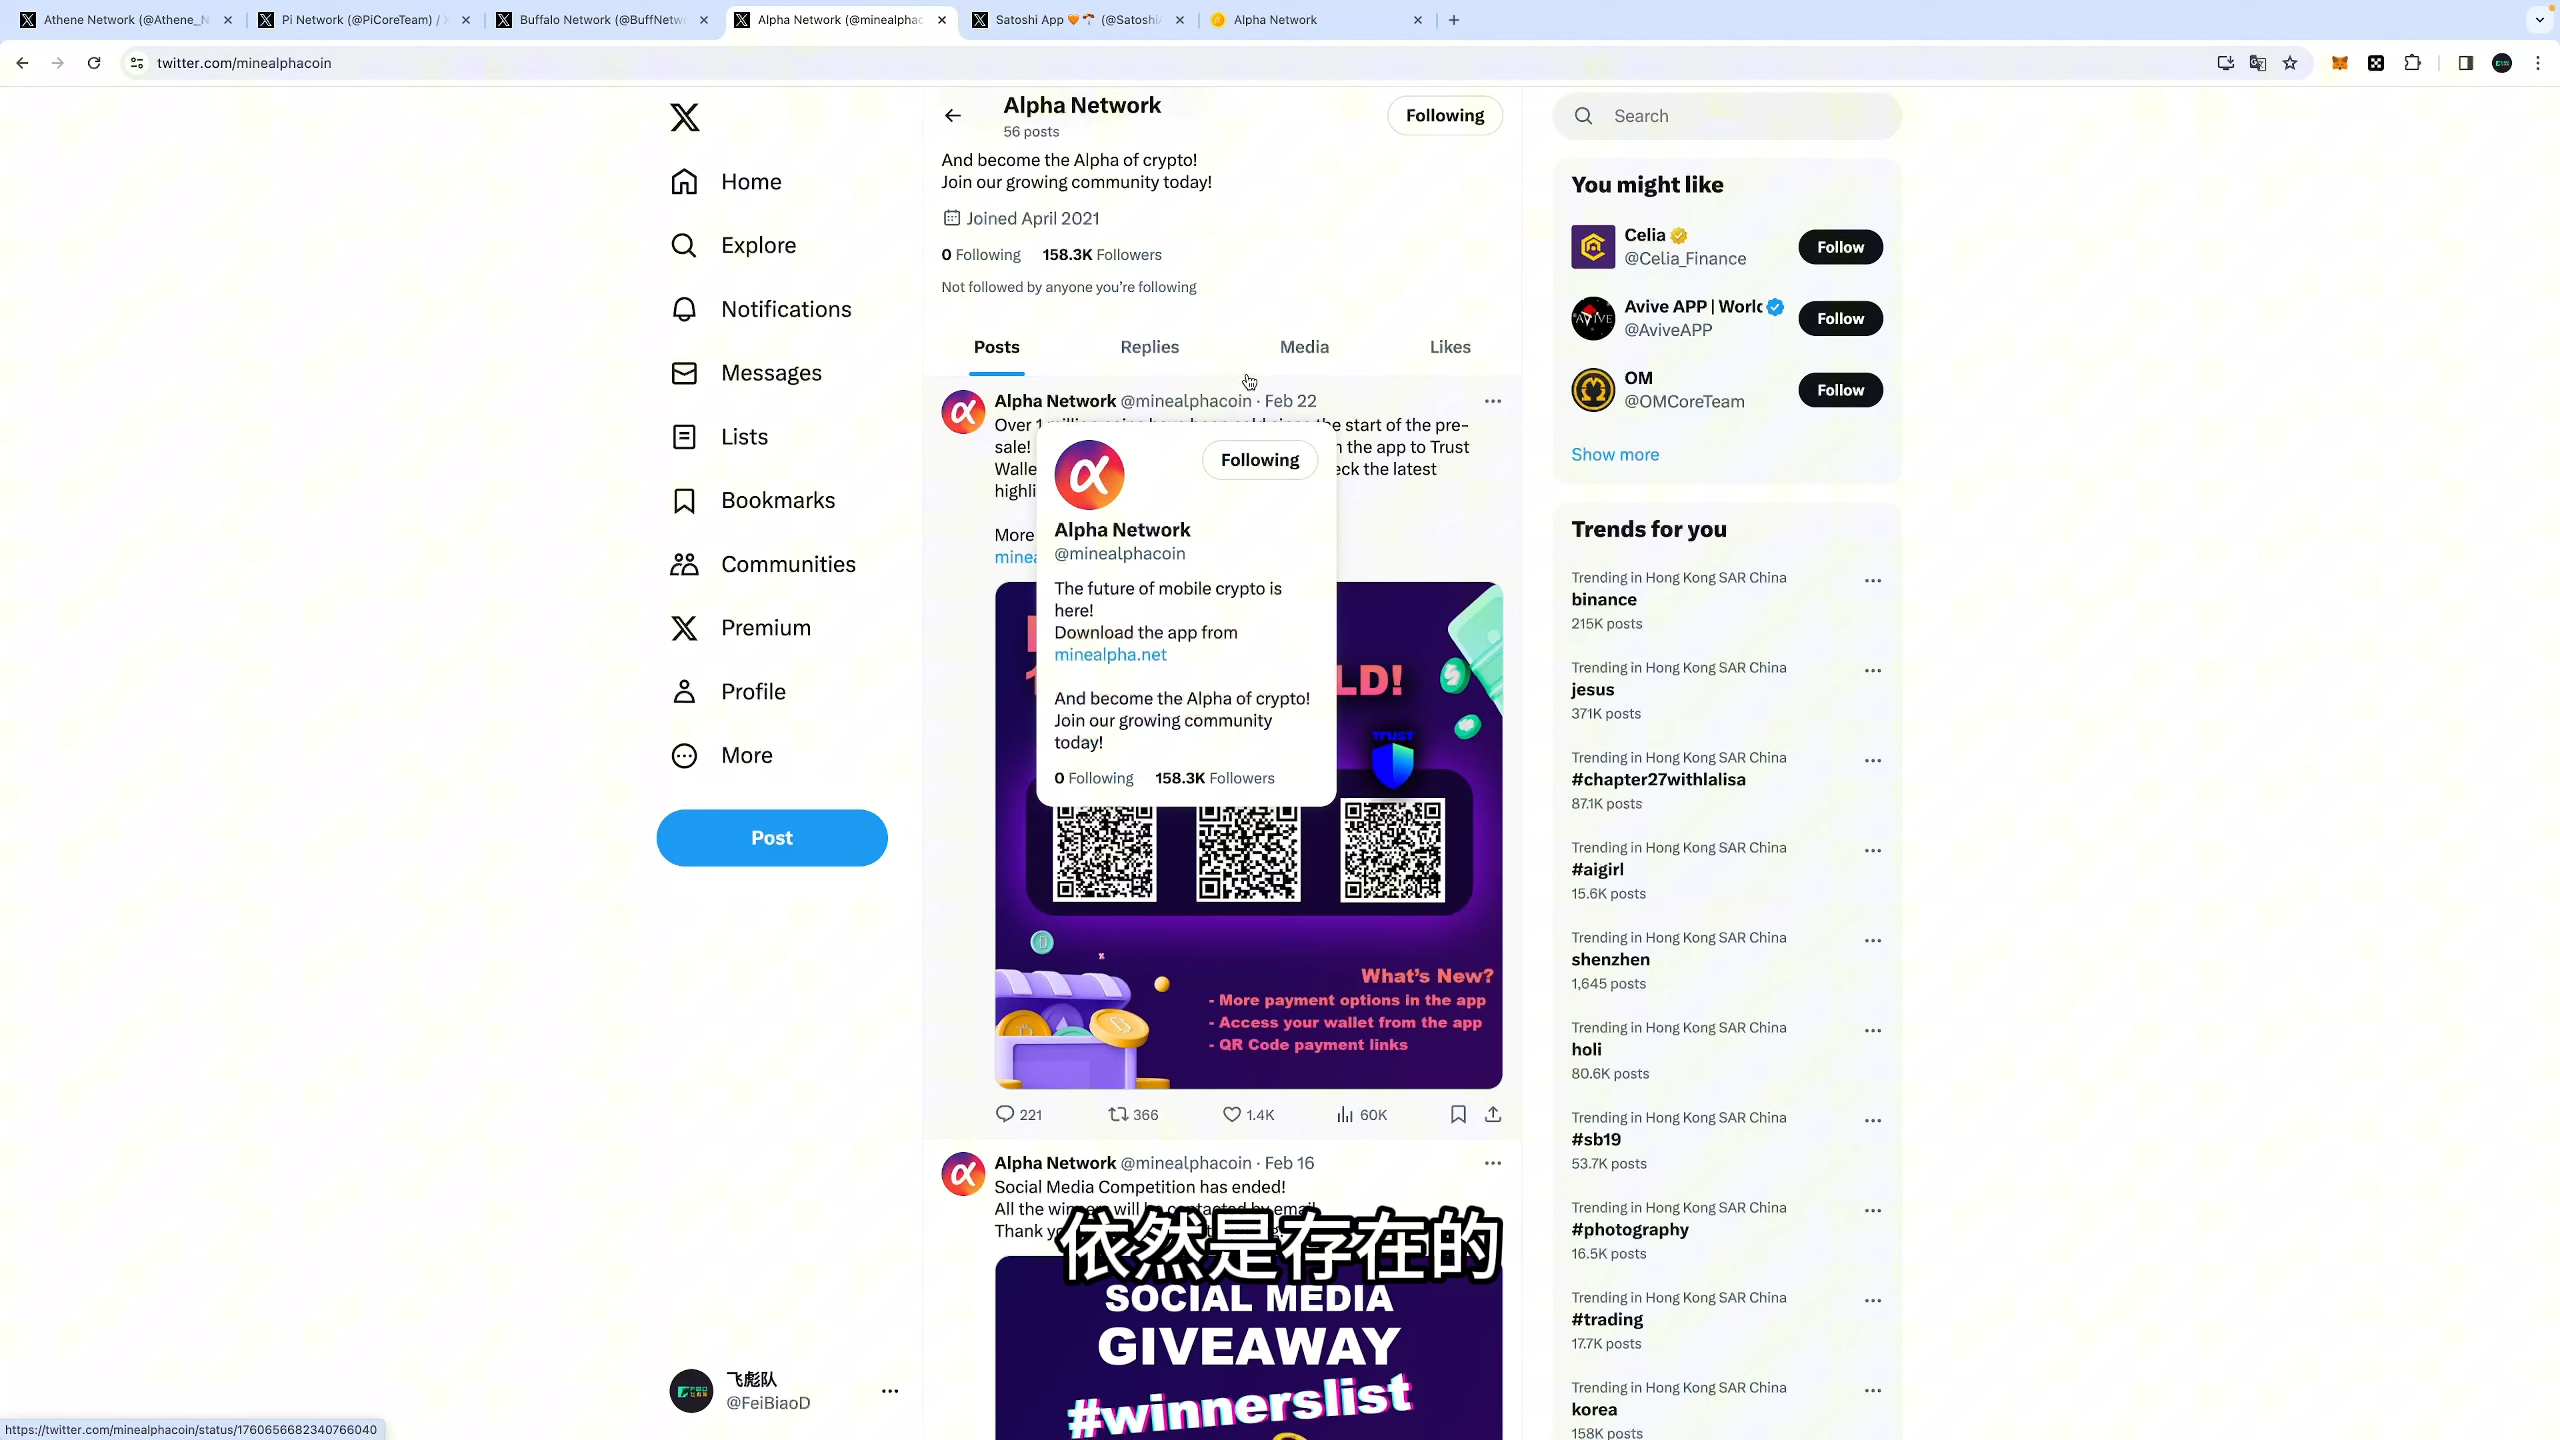 Athene Network (@Athene_N
Pi Network (@PiCoreTeam) / X
Buffalo Network (@BuffNetwo
Alpha Network (@minealphac
Satoshi App 🧡 (@Satoshi
Alpha Network
twitter.com/minealphacoin
Home
Explore
Notifications
Messages
Lists
Bookmarks
Communities
Premium
Profile
More
Post
飞彪队
@FeiBiaoD
Alpha Network
56 posts
Following
And become the Alpha of crypto!
Join our growing community today!
Joined April 2021
0 Following 158.3K Followers
Not followed by anyone you're following
Posts Replies Media Likes
Alpha Network @minealphacoin · Feb 22
Over 1 million coins have been sold since the start of the pre-
sale! the app to Trust
the latest
More
Alpha Network
@minealphacoin
Following
The future of mobile crypto is
here!
Download the app from
minealpha.net
And become the Alpha of crypto!
Join our growing community
today!
0 Following 158.3K Followers
LD!
TRUST
What's New?
- More payment options in the app
- Access your wallet from the app
- QR Code payment links
221 366 1.4K 60K
Alpha Network @minealphacoin · Feb 16
Social Media Competition has ended!
All the winners will be contacted by email.
Thank
依然是存在的
SOCIAL MEDIA
GIVEAWAY
#winnerslist
Search
You might like
Celia
@Celia_Finance
Follow
Avive APP | World
@AviveAPP
Follow
OM
@OMCoreTeam
Follow
Show more
Trends for you
Trending in Hong Kong SAR China
binance
215K posts
Trending in Hong Kong SAR China
jesus
371K posts
Trending in Hong Kong SAR China
#chapter27withlalisa
87.1K posts
Trending in Hong Kong SAR China
#aigirl
15.6K posts
Trending in Hong Kong SAR China
shenzhen
1,645 posts
Trending in Hong Kong SAR China
holi
80.6K posts
Trending in Hong Kong SAR China
#sb19
53.7K posts
Trending in Hong Kong SAR China
#photography
16.5K posts
Trending in Hong Kong SAR China
#trading
17.7K posts
Trending in Hong Kong SAR China
korea
158K posts
https://twitter.com/minealphacoin/status/1760656682340766040